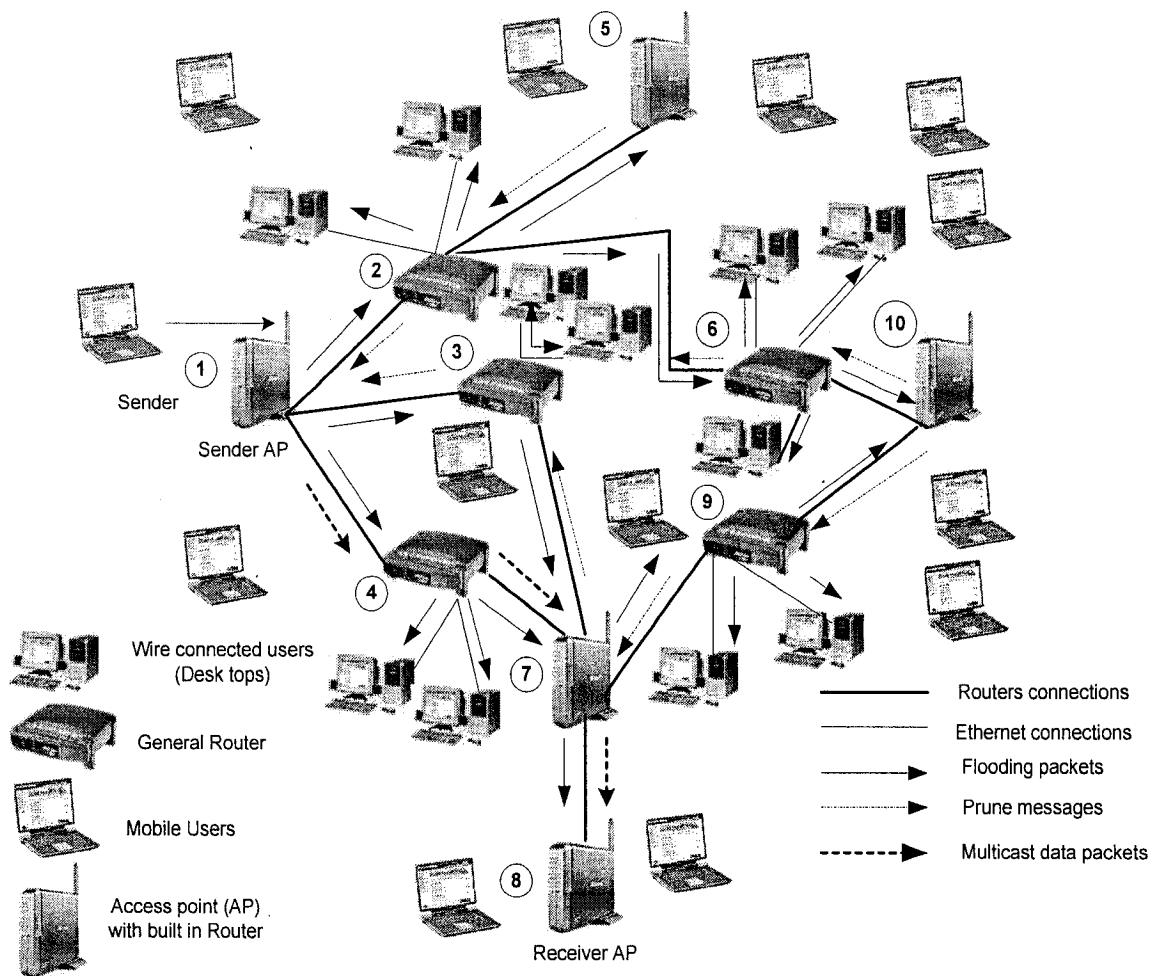 5
2
6
10
3
1
Sender
Sender AP
9
4
7
Wire connected users
(Desk tops)
General Router
Mobile Users
Access point (AP)
with built in Router
8
Receiver AP
Routers connections
Ethernet connections
Flooding packets
Prune messages
Multicast data packets